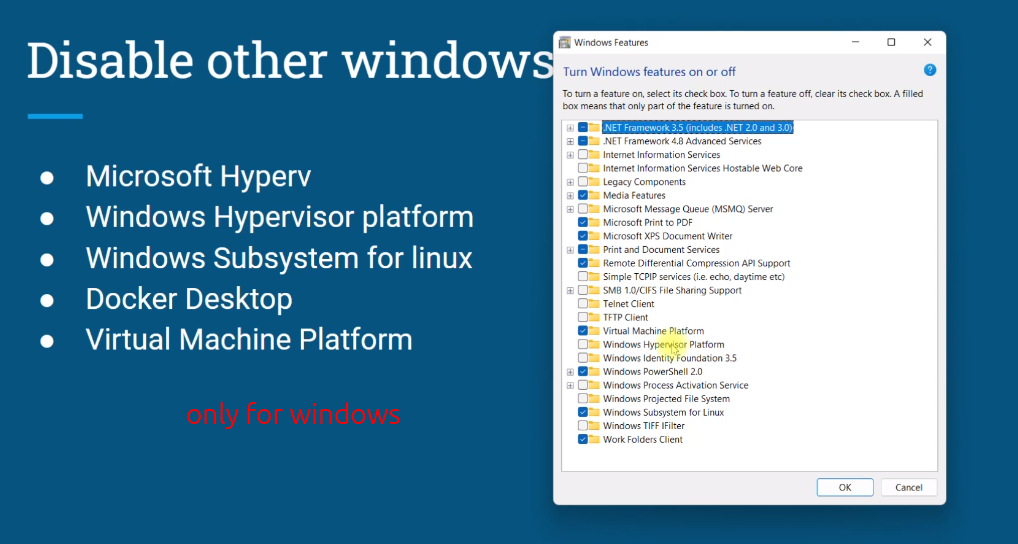 Disable other windows
Microsoft Hyperv
Windows Hypervisor platform
Windows Subsystem for linux
Docker Desktop
Virtual Machine Platform
only for windows
Windows Features
Turn Windows features on or off
?
To turn a feature on, select its check box. To turn a feature off, clear its check box. A filled
box means that only part of the feature is turned on.
.NET Framework 3.5 (includes .NET 2.0 and 3.0)
.NET Framework 4.8 Advanced Services
Internet Information Services
Internet Information Services Hostable Web Core
Legacy Components
Media Features
Microsoft Message Queue (MSMQ) Server
Microsoft Print to PDF
Microsoft XPS Document Writer
Print and Document Services
Remote Differential Compression API Support
Simple TCPIP services (i.e. echo, daytime etc)
SMB 1.0/CIFS File Sharing Support
Telnet Client
TFTP Client
Virtual Machine Platform
Windows Hypervisor Platform
Windows Identity Foundation 3.5
Windows PowerShell 2.0
Windows Process Activation Service
Windows Projected File System
Windows Subsystem for Linux
Windows TIFF IFilter
Work Folders Client
OK
Cancel